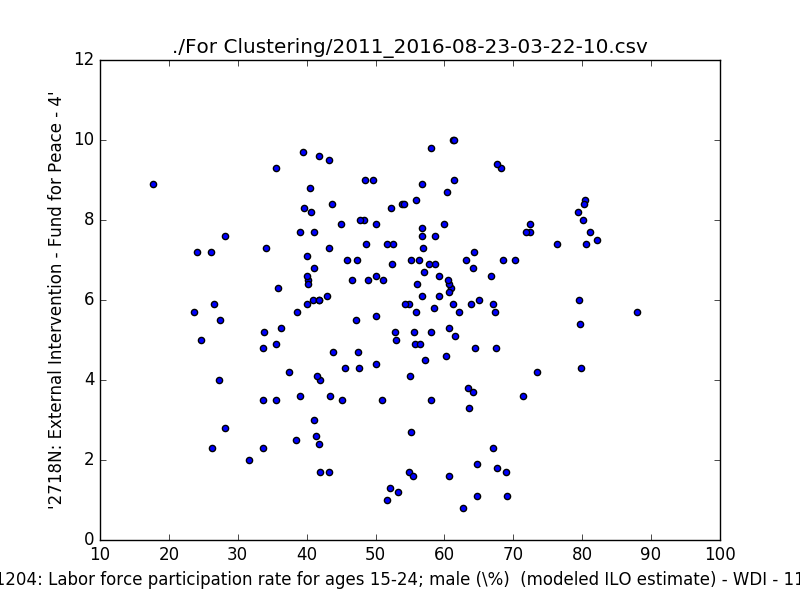 ./For Clustering/2011_2016-08-23-03-22-10.csv
'2718N: External Intervention - Fund for Peace - 4'
12
10
8
6
4
2
0
10 20 30 40 50 60 70 80 90 100
1204: Labor force participation rate for ages 15-24; male (\%)  (modeled ILO estimate) - WDI - 11